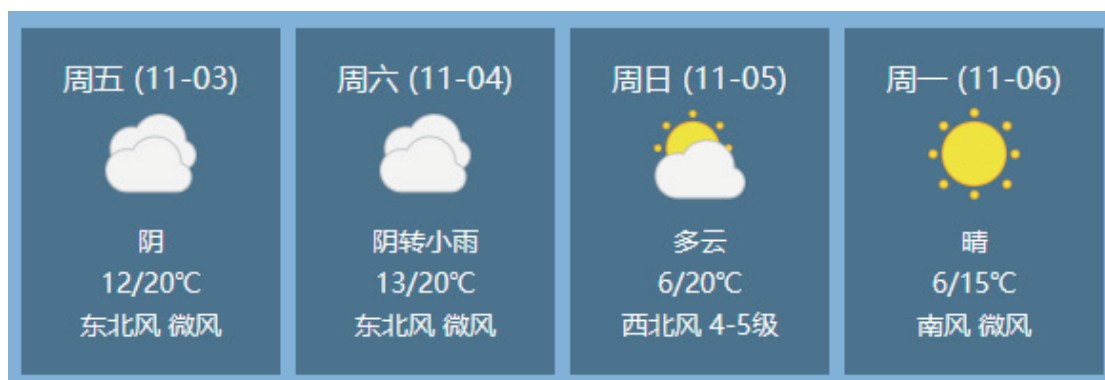 周五 (11-03)
阴
12/20℃
东北风 微风
周六 (11-04)
阴转小雨
13/20℃
东北风 微风
周日 (11-05)
多云
6/20℃
西北风 4-5级
周一 (11-06)
晴
6/15℃
南风 微风